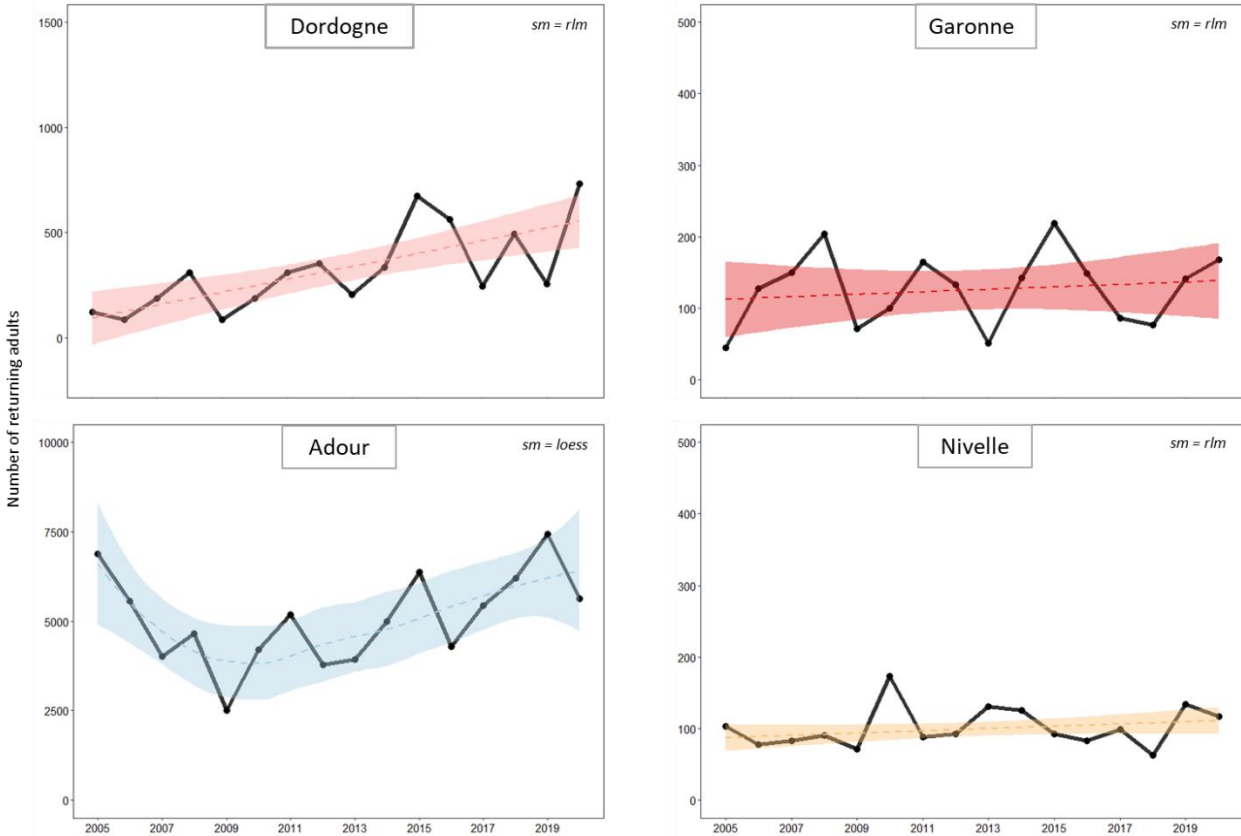 Number of returning adults
Dordogne
sm = rlm
1500
1000
500
0
Garonne
sm = rlm
500
400
300
200
100
0
Adour
sm = loess
10000
7500
5000
2500
0
2005 2007 2009 2011 2013 2015 2017 2019
Nivelle
sm = rlm
500
400
300
200
100
0
2005 2007 2009 2011 2013 2015 2017 2019